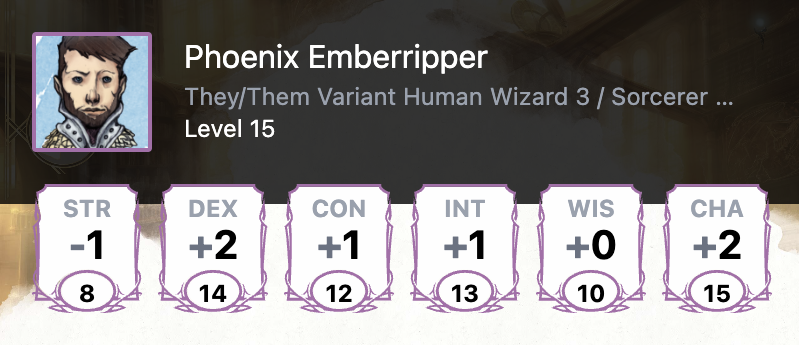 Phoenix Emberripper
They/Them Variant Human Wizard 3 / Sorcerer ...
Level 15
STR DEX CON INT WIS CHA
-1 +2 +1 +1 +0 +2
8 14 12 13 10 15